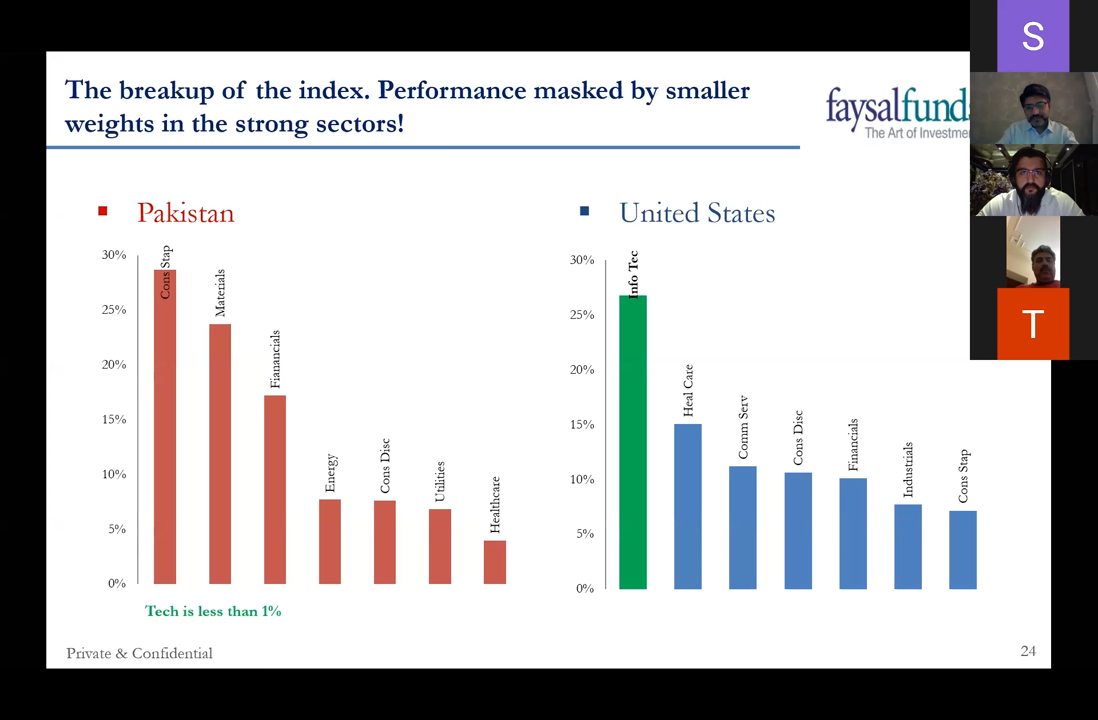 The breakup of the index. Performance masked by smaller
weights in the strong sectors!
faysalfunds
The Art of Investment
S
T
Pakistan
30%
25%
20%
15%
10%
5%
0%
Cons Stap
Materials
Fianancials
Energy
Cons Disc
Utilities
Healthcare
Tech is less than 1%
United States
30%
25%
20%
15%
10%
5%
0%
Info Tec
Heal Care
Comm Serv
Cons Disc
Financials
Industrials
Cons Stap
Private & Confidential
24